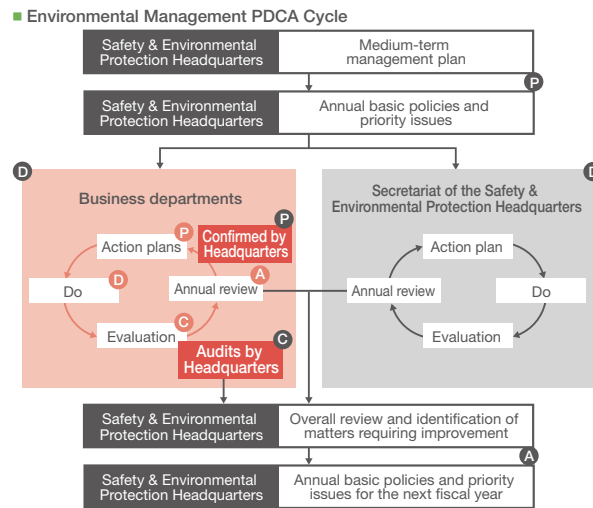 Environmental Management PDCA Cycle
Safety & Environmental
Protection Headquarters
Medium-term
management plan
P
Safety & Environmental
Protection Headquarters
Annual basic policies and
priority issues
D
Business departments
P
Confirmed by
Headquarters
Action plans
P
Do
D
Annual review
A
Evaluation
C
Audits by
Headquarters
C
Secretariat of the Safety &
Environmental Protection Headquarters
Action plan
Annual review
Do
Evaluation
Safety & Environmental
Protection Headquarters
Overall review and identification of
matters requiring improvement
A
Safety & Environmental
Protection Headquarters
Annual basic policies and priority
issues for the next fiscal year